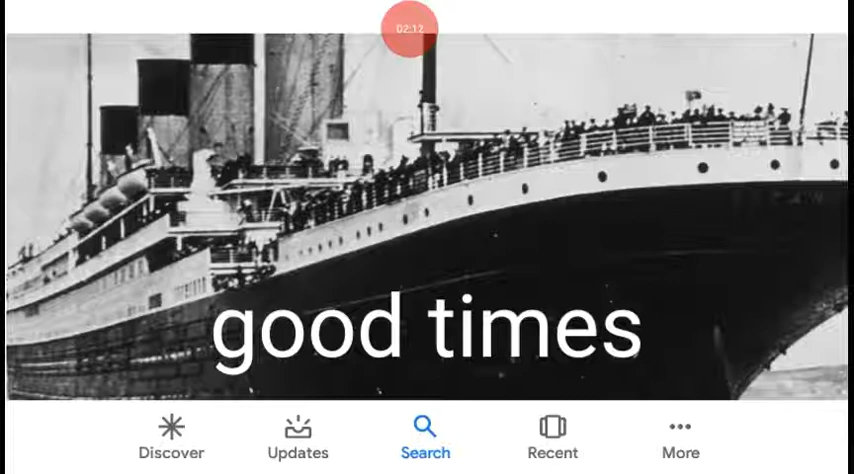 02:12
good times
Discover
Updates
Search
Recent
More